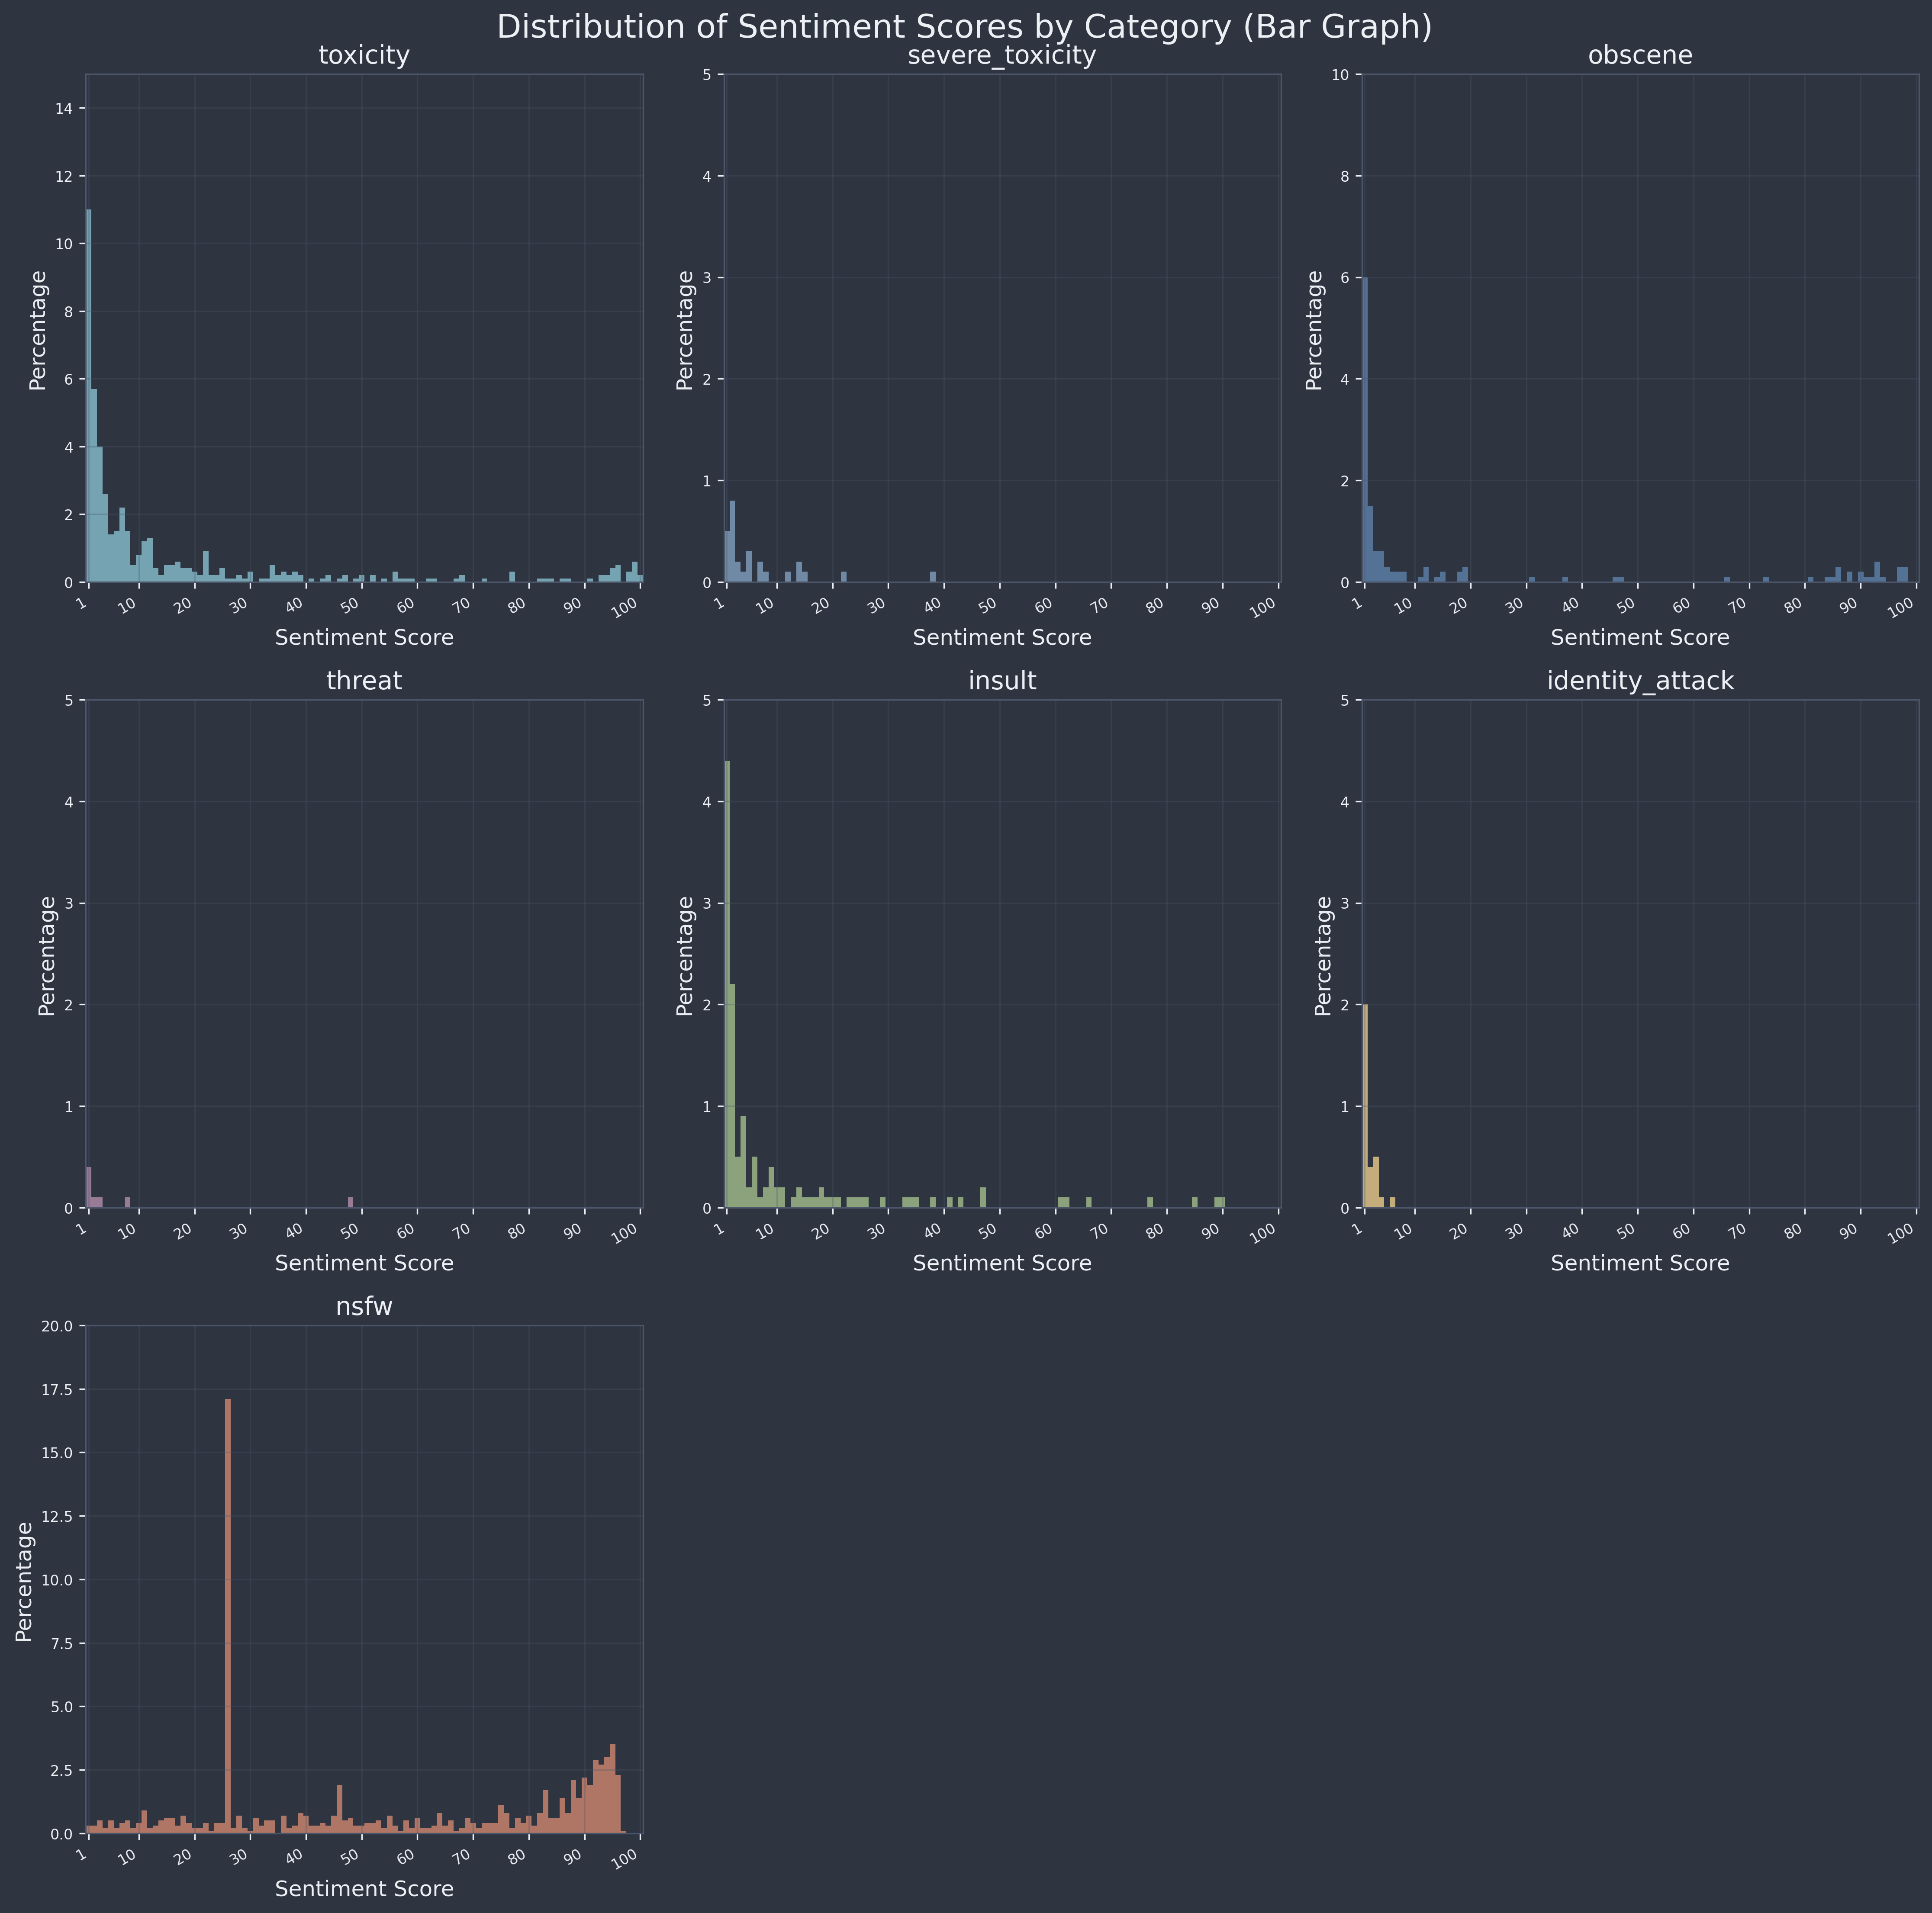 Distribution of Sentiment Scores by Category (Bar Graph)
toxicity
Percentage
14
12
10
8
6
4
2
0
1 10 20 30 40 50 60 70 80 90 100
Sentiment Score
severe_toxicity
Percentage
5
4
3
2
1
0
1 10 20 30 40 50 60 70 80 90 100
Sentiment Score
obscene
Percentage
10
8
6
4
2
0
1 10 20 30 40 50 60 70 80 90 100
Sentiment Score
threat
Percentage
5
4
3
2
1
0
1 10 20 30 40 50 60 70 80 90 100
Sentiment Score
insult
Percentage
5
4
3
2
1
0
1 10 20 30 40 50 60 70 80 90 100
Sentiment Score
identity_attack
Percentage
5
4
3
2
1
0
1 10 20 30 40 50 60 70 80 90 100
Sentiment Score
nsfw
Percentage
20.0
17.5
15.0
12.5
10.0
7.5
5.0
2.5
0.0
1 10 20 30 40 50 60 70 80 90 100
Sentiment Score